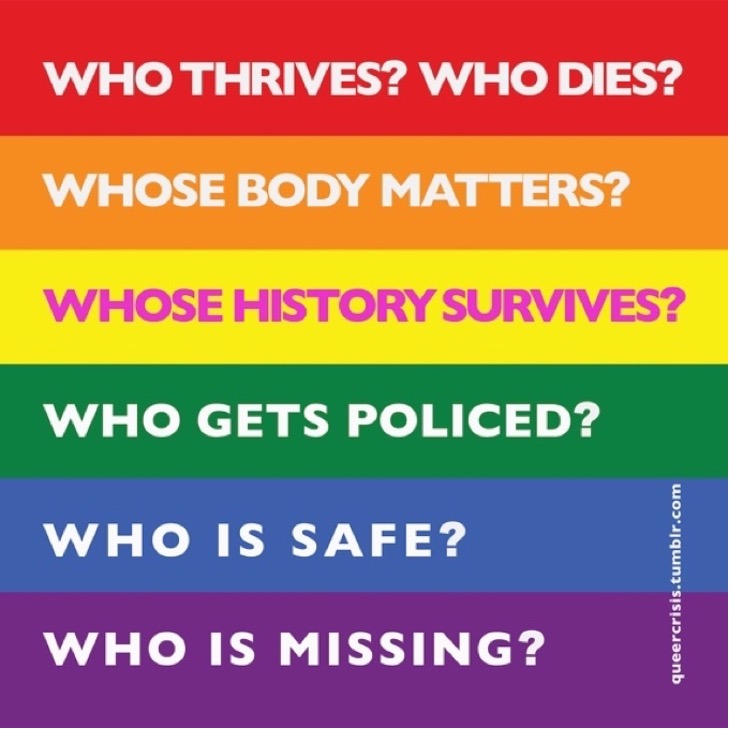 WHO THRIVES? WHO DIES?
WHOSE BODY MATTERS?
WHOSE HISTORY SURVIVES?
WHO GETS POLICED?
WHO IS SAFE?
WHO IS MISSING?
queercrisis.tumblr.com